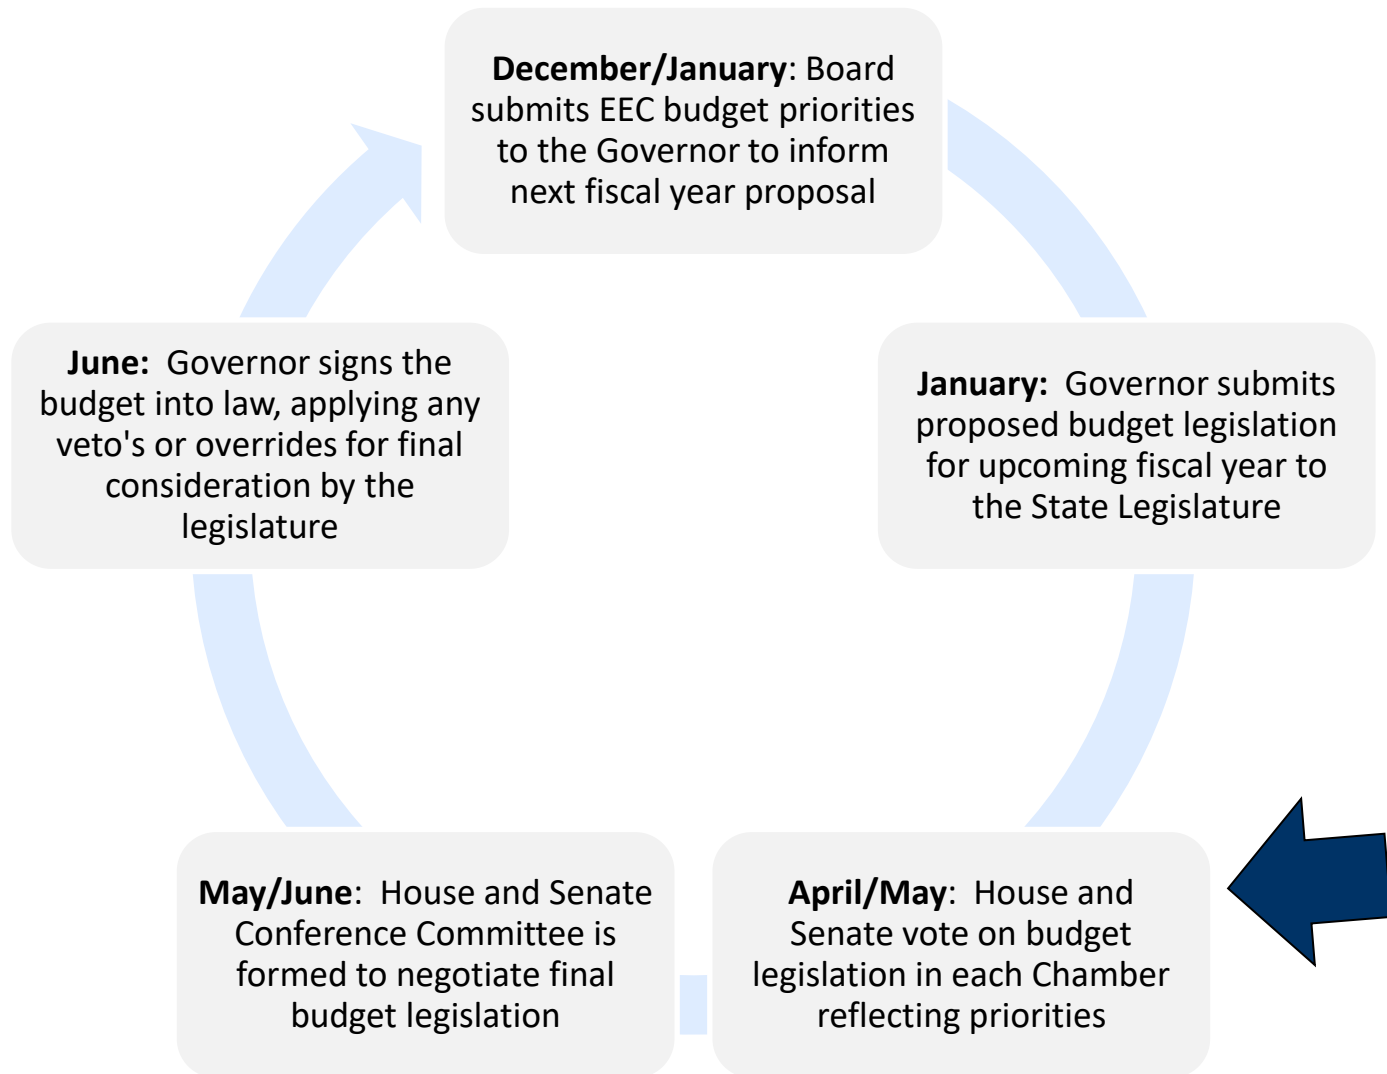 December/January: Board
submits EEC budget priorities
to the Governor to inform
next fiscal year proposal
January:  Governor submits
proposed budget legislation
for upcoming fiscal year to
the State Legislature
April/May:  House and
Senate vote on budget
legislation in each Chamber
reflecting priorities
May/June:  House and Senate
Conference Committee is
formed to negotiate final
budget legislation
June:  Governor signs the
budget into law, applying any
veto's or overrides for final
consideration by the
legislature